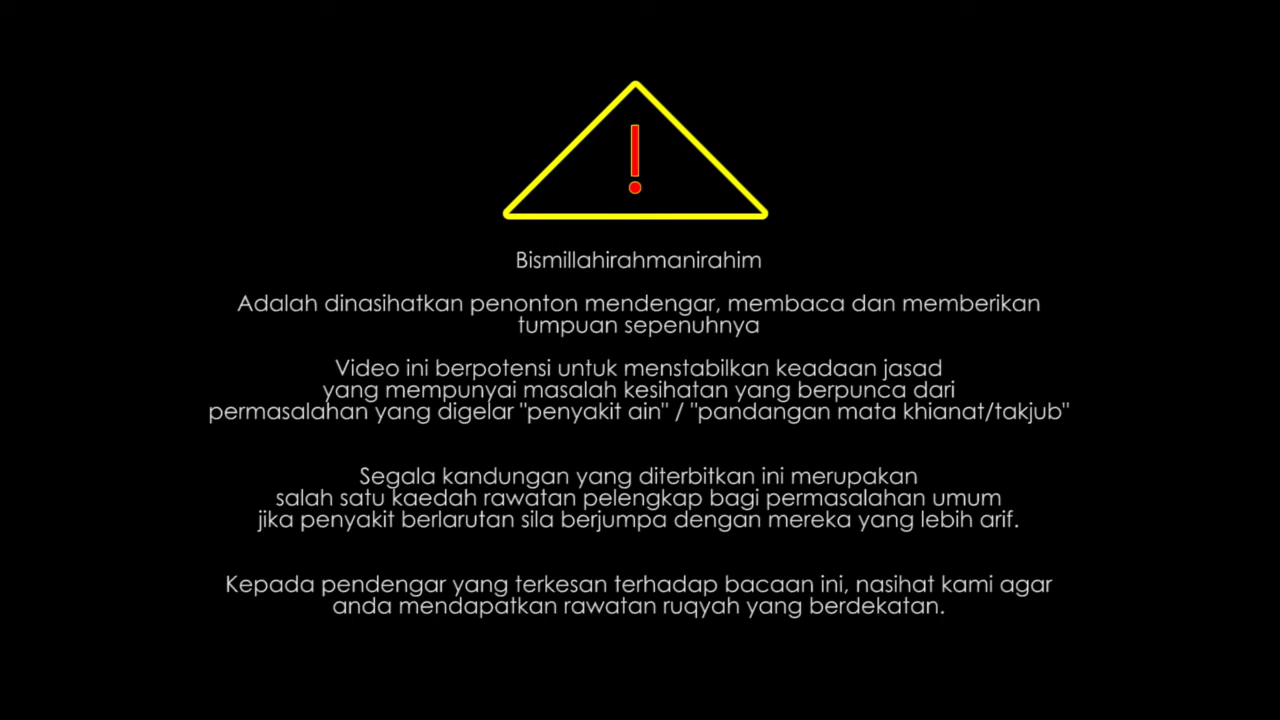 !
Bismillahirahmanirahim
Adalah dinasihatkan penonton mendengar, membaca dan memberikan
tumpuan sepenuhnya
Video ini berpotensi untuk menstabilkan keadaan jasad
yang mempunyai masalah kesihatan yang berpunca dari
permasalahan yang digelar "penyakit ain" / "pandangan mata khianat/takjub"
Segala kandungan yang diterbitkan ini merupakan
salah satu kaedah rawatan pelengkap bagi permasalahan umum
jika penyakit berlarutan sila berjumpa dengan mereka yang lebih arif.
Kepada pendengar yang terkesan terhadap bacaan ini, nasihat kami agar
anda mendapatkan rawatan ruqyah yang berdekatan.